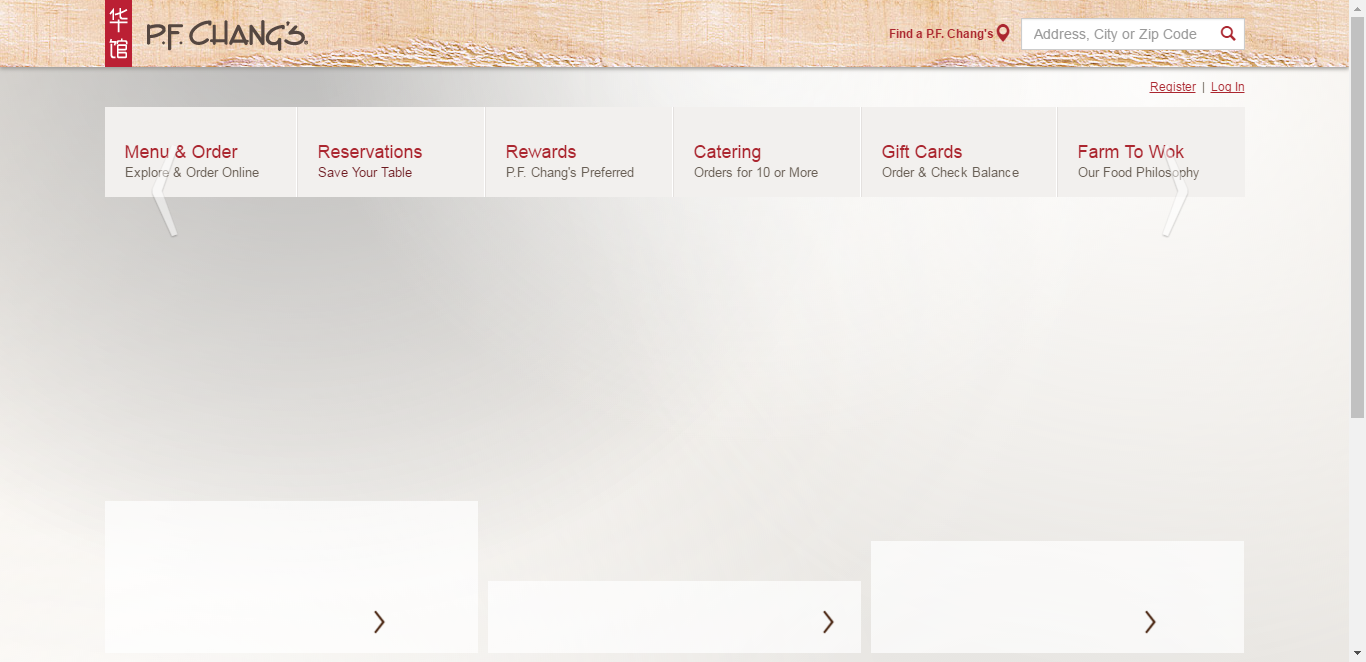 华馆
P.F. CHANG'S®
Find a P.F. Chang's
Address, City or Zip Code
Register | Log In
Menu & Order
Explore & Order Online
Reservations
Save Your Table
Rewards
P.F. Chang's Preferred
Catering
Orders for 10 or More
Gift Cards
Order & Check Balance
Farm To Wok
Our Food Philosophy